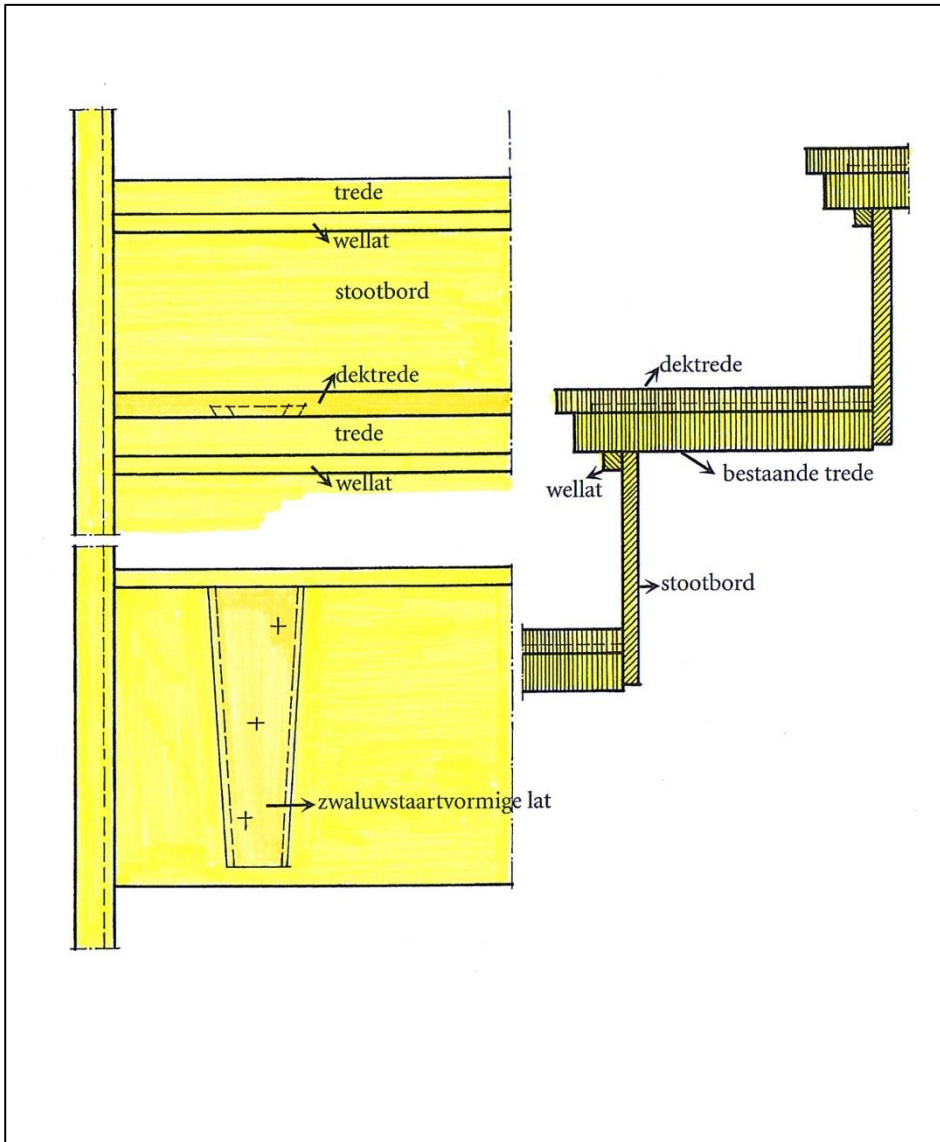 trede
wellat
stootbord
dektrede
trede
wellat
zwaluwstaartvormige lat
dektrede
bestaande trede
wellat
stootbord